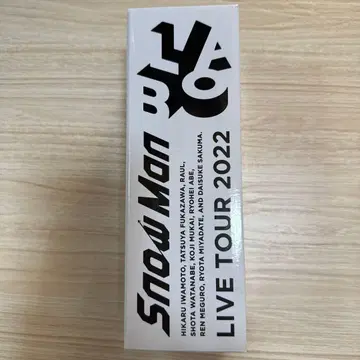 Snow Man
HIKARU IWAMOTO, TATSUYA FUKAZAWA, RAUL,
SHOTA WATANABE, KOJI MUKAI, RYOHEI ABE,
REN MEGURO, RYOTA MIYADATE, AND DAISUKE SAKUMA.
LIVE TOUR 2022